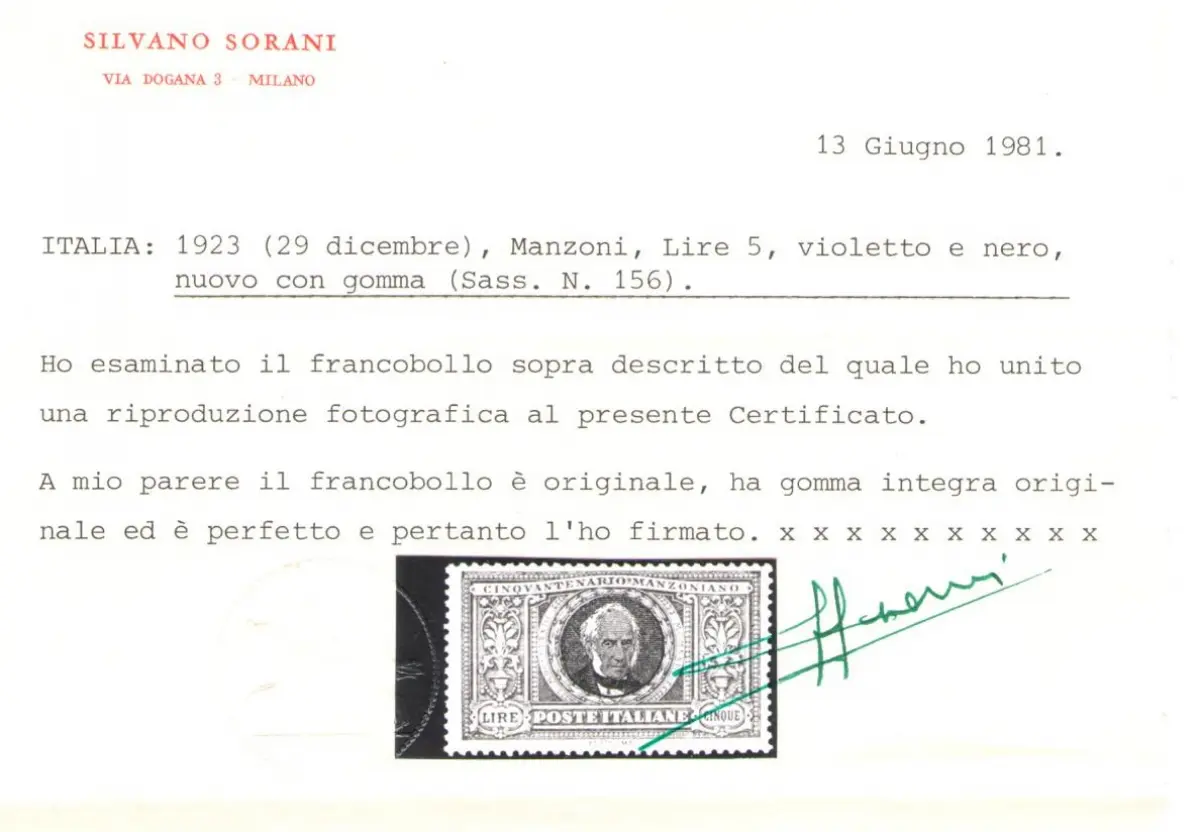 SILVANO SORANI
VIA DOGANA 3 - MILANO
13 Giugno 1981.
ITALIA: 1923 (29 dicembre), Manzoni, Lire 5, violetto e nero,
nuovo con gomma (Sass. N. 156).
Ho esaminato il francobollo sopra descritto del quale ho unito
una riproduzione fotografica al presente Certificato.
A mio parere il francobollo è originale, ha gomma integra origi-
nale ed è perfetto e pertanto l'ho firmato. x x x x x x x x x x
CINQVANTENARIO MANZONIANO
LIRE POSTE ITALIANE CINQUE